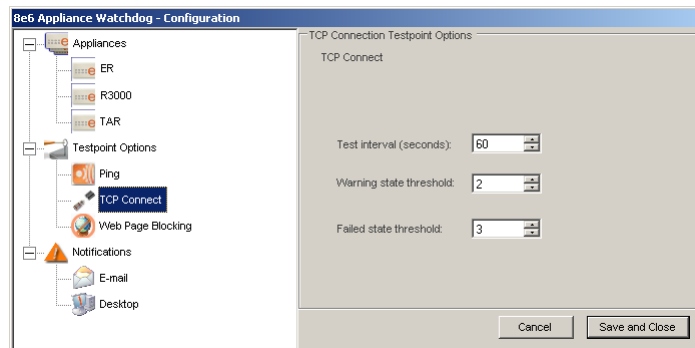 8e6 Appliance Watchdog - Configuration
Appliances
ER
R3000
TAR
Testpoint Options
Ping
TCP Connect
Web Page Blocking
Notifications
E-mail
Desktop
TCP Connection Testpoint Options
TCP Connect
Test interval (seconds): 60
Warning state threshold: 2
Failed state threshold: 3
Cancel Save and Close